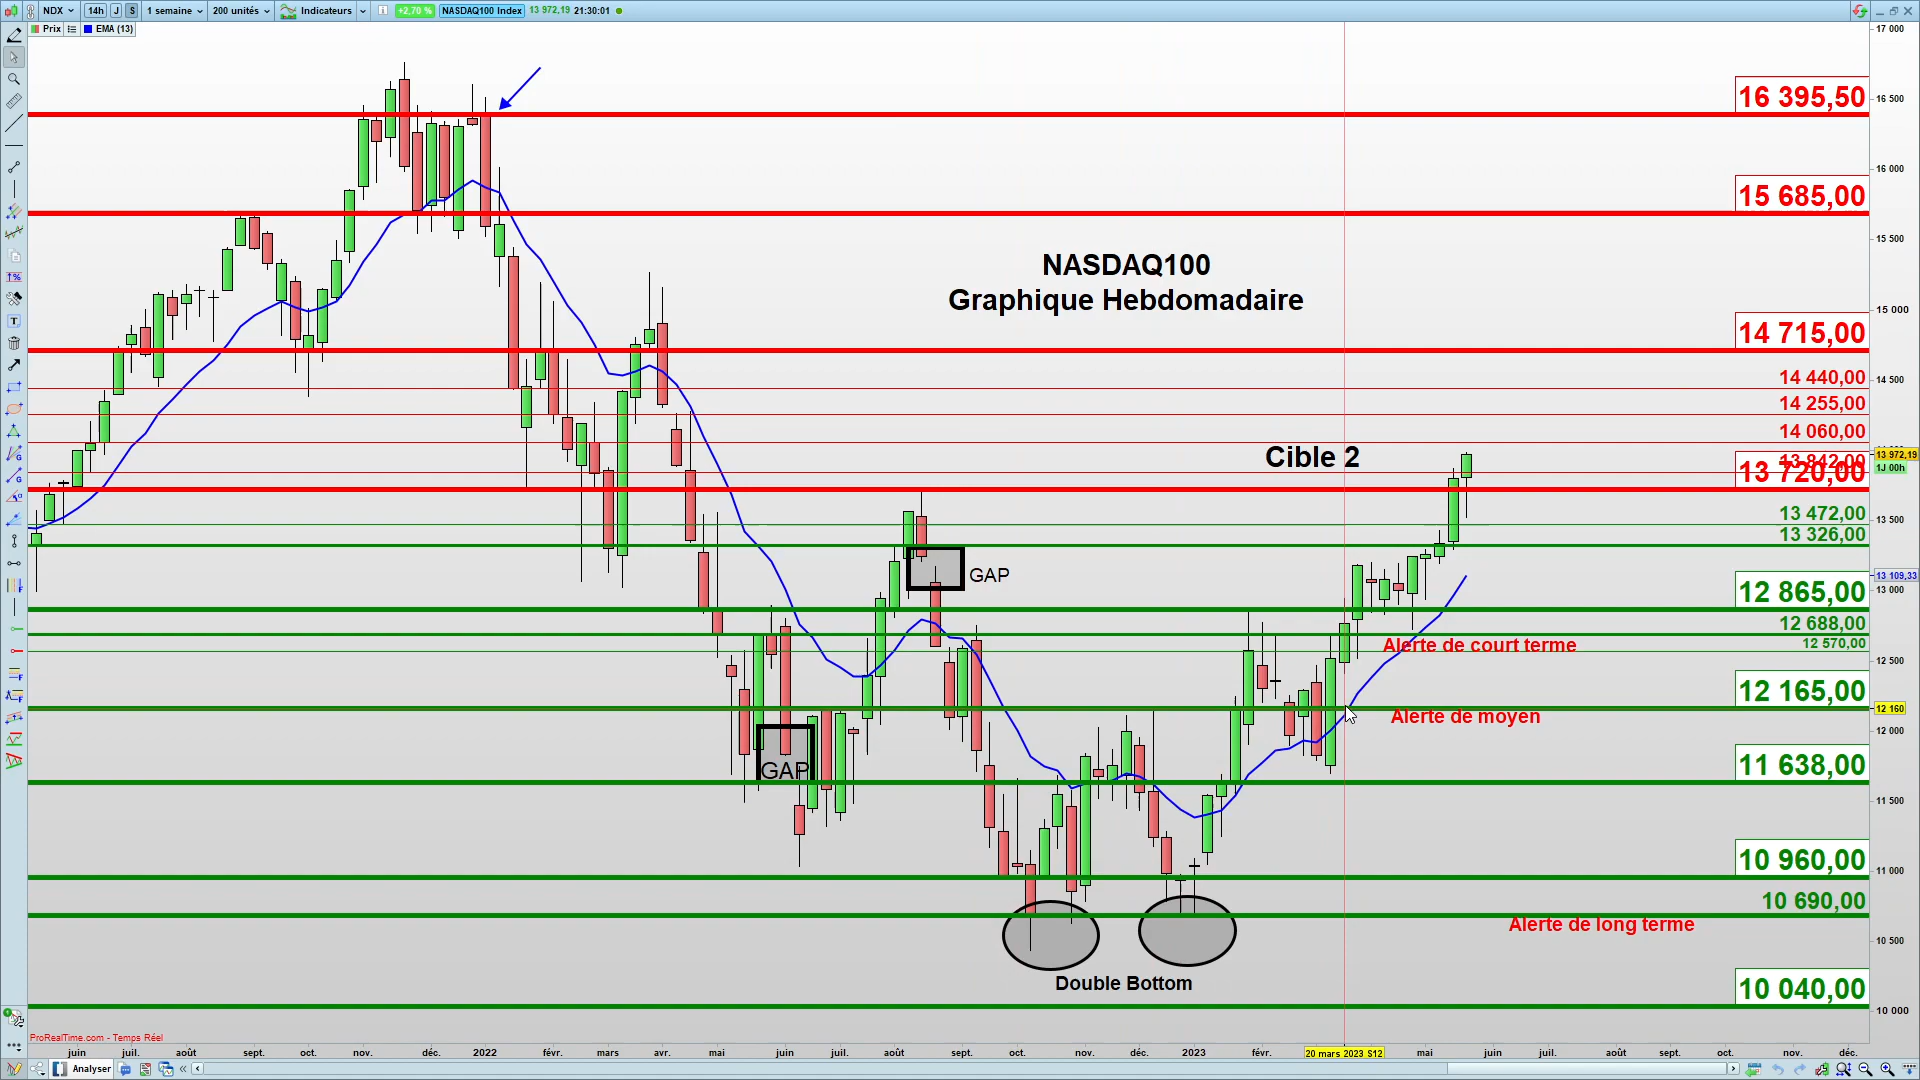 NDX 14h J S 1 semaine 200 unités Indicateurs +2,70 % NASDAQ100 Index 13 972,19 21:30:01
Prix EMA (13)
17 000
16 395,50
16 500
16 000
15 685,00
15 500
NASDAQ100
Graphique Hebdomadaire
15 000
14 715,00
14 440,00
14 500
14 255,00
14 060,00
Cible 2
13 972,19
13 842,00
13 720,00
13 472,00
13 500
13 326,00
GAP
13 109,33
13 000
12 865,00
12 688,00
Alerte de court terme
12 570,00
12 500
12 165,00
12 160
Alerte de moyen
12 000
11 638,00
GAP
11 500
10 960,00
11 000
10 690,00
Alerte de long terme
10 500
Double Bottom
10 040,00
10 000
ProRealTime.com - Temps Réel
juin juil. août sept. oct. nov. déc. 2022 févr. mars avr. mai juin juil. août sept. oct. nov. déc. 2023 févr. 20 mars 2023 S12 mai juin juil. août sept. oct. nov. déc.
Analyser